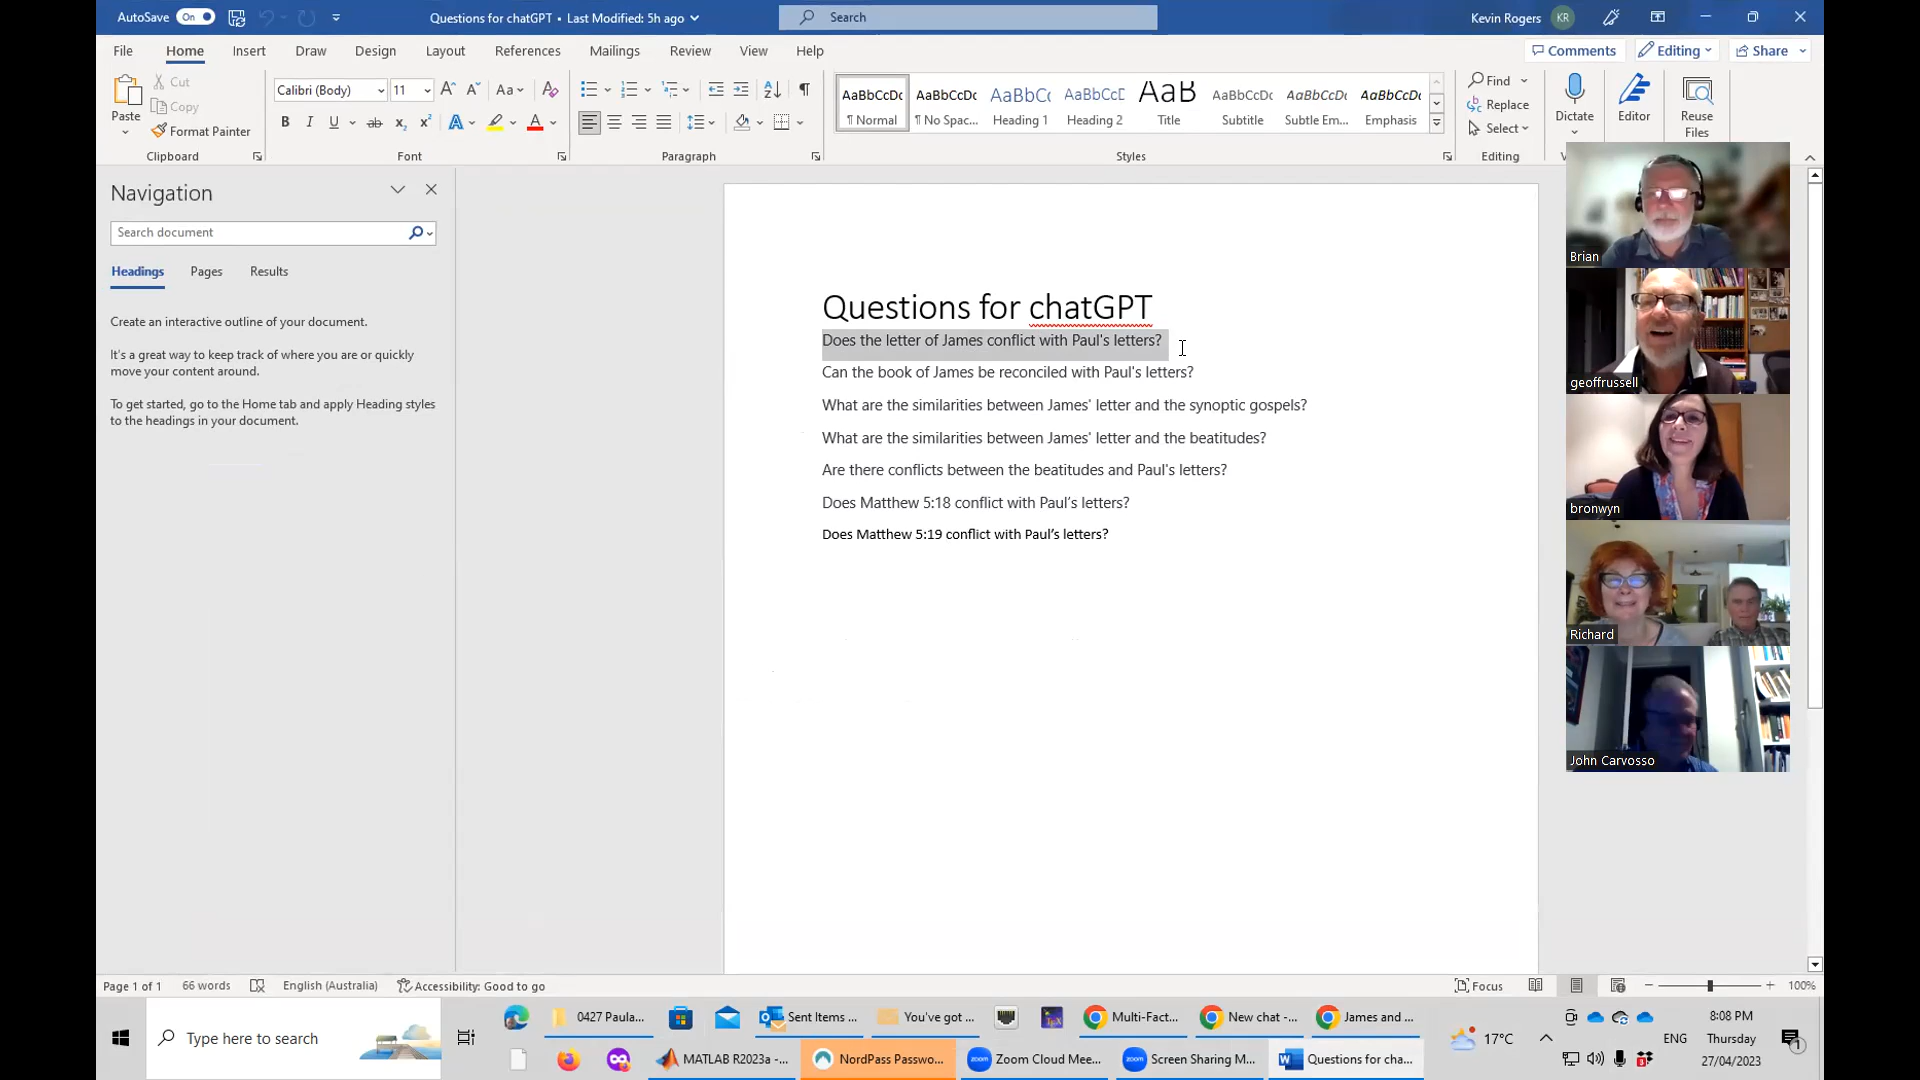 AutoSave On Questions for chatGPT • Last Modified: 5h ago Search Kevin Rogers KR
File Home Insert Draw Design Layout References Mailings Review View Help Comments Editing Share
Paste Cut Copy Format Painter
Calibri (Body) 11 Aa
B I U ab x₂ x² A A
AaBbCcDc AaBbCcDc AaBbCc AaBbCcD AaB AaBbCcDc AaBbCcDc AaBbCcDc
¶ Normal ¶ No Spac... Heading 1 Heading 2 Title Subtitle Subtle Em... Emphasis
Find Replace Select
Dictate Editor Reuse Files
Clipboard Font Paragraph Styles Editing
Navigation
Search document
Headings Pages Results
Create an interactive outline of your document.
It's a great way to keep track of where you are or quickly
move your content around.
To get started, go to the Home tab and apply Heading styles
to the headings in your document.
Questions for chatGPT
Does the letter of James conflict with Paul's letters?
Can the book of James be reconciled with Paul's letters?
What are the similarities between James' letter and the synoptic gospels?
What are the similarities between James' letter and the beatitudes?
Are there conflicts between the beatitudes and Paul's letters?
Does Matthew 5:18 conflict with Paul's letters?
Does Matthew 5:19 conflict with Paul's letters?
Brian
geoffrussell
bronwyn
Richard
John Carvosso
Page 1 of 1 66 words English (Australia) Accessibility: Good to go Focus 100%
Type here to search
0427 Paula... Sent Items ... You've got ... Multi-Fact... New chat -... James and ...
MATLAB R2023a -... NordPass Passwo... Zoom Cloud Mee... Screen Sharing M... Questions for cha...
17°C ENG
8:08 PM
Thursday
27/04/2023